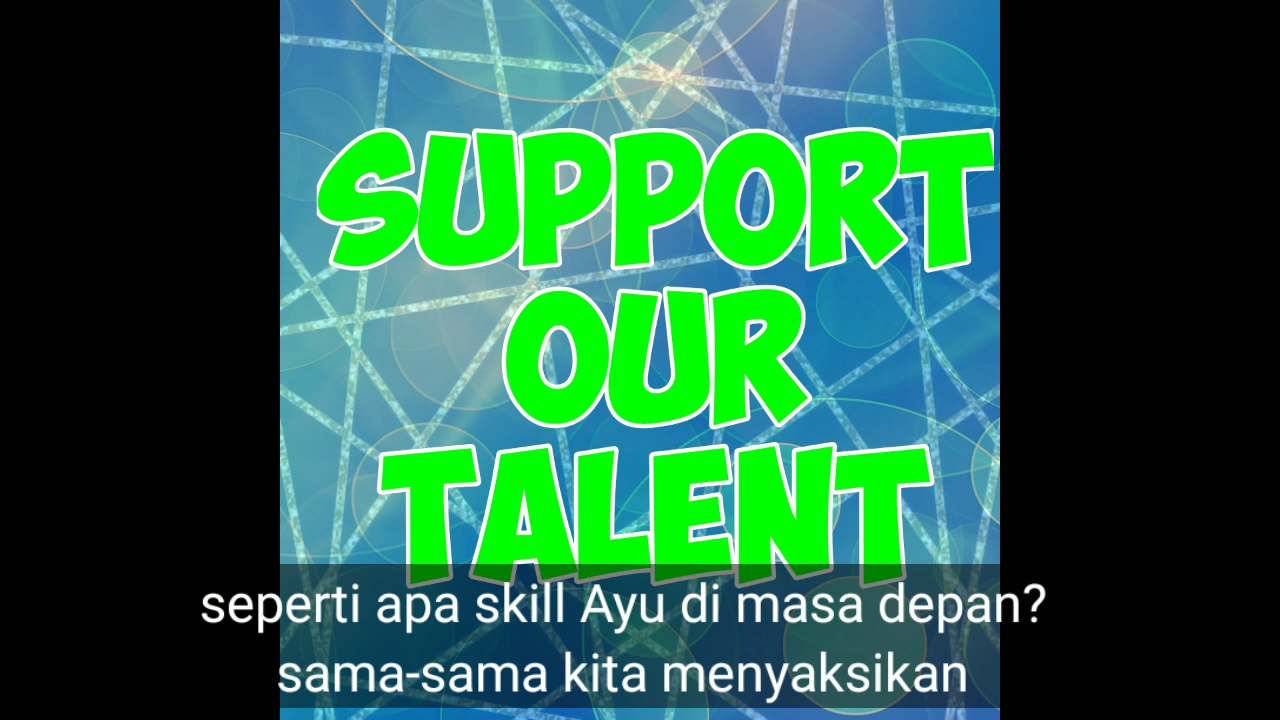 SUPPORT
OUR
TALENT
seperti apa skill Ayu di masa depan?
sama-sama kita menyaksikan